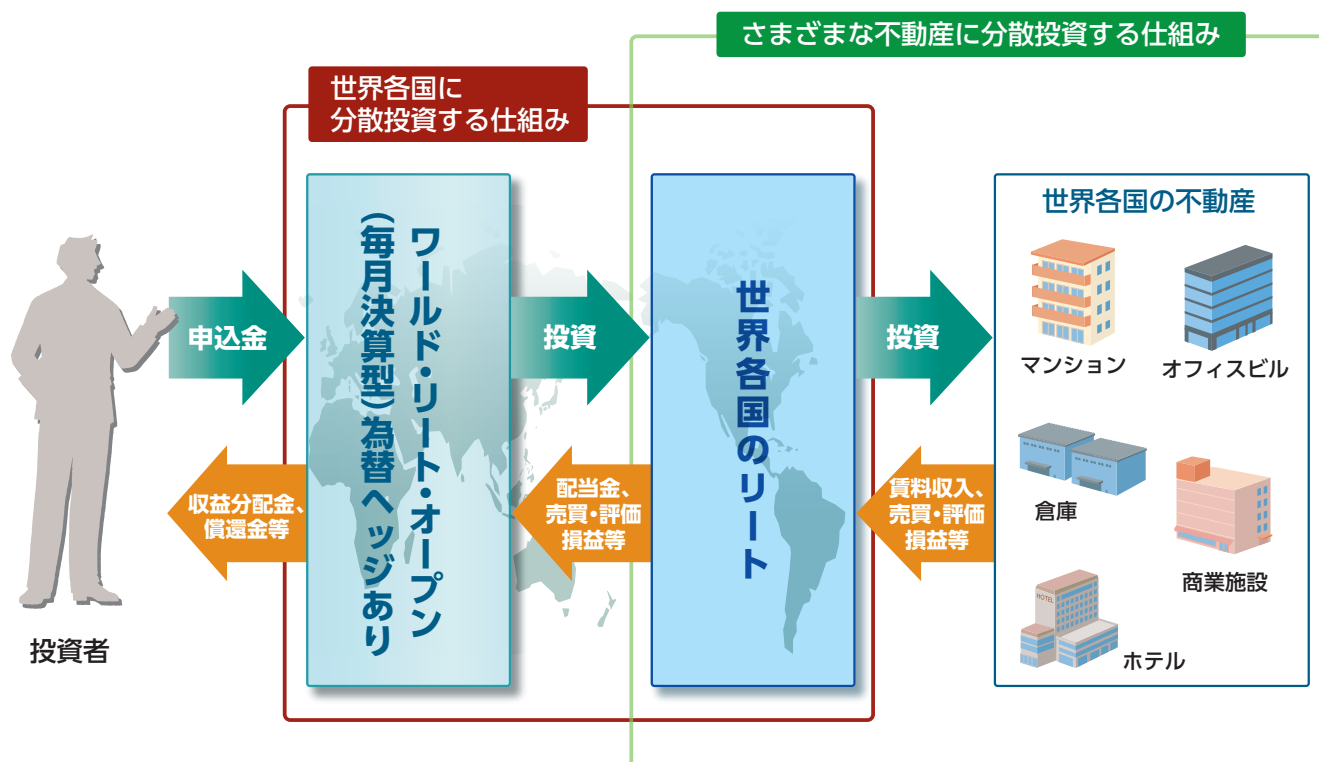 さまざまな不動産に分散投資する仕組み
世界各国に
分散投資する仕組み
投資者
申込金
収益分配金、
償還金等
ワールド・リート・オープン
(毎月決算型)為替ヘッジあり
投資
配当金、
売買・評価
損益等
世界各国のリート
投資
賃料収入、
売買・評価
損益等
世界各国の不動産
マンション
オフィスビル
倉庫
商業施設
HOTEL
ホテル